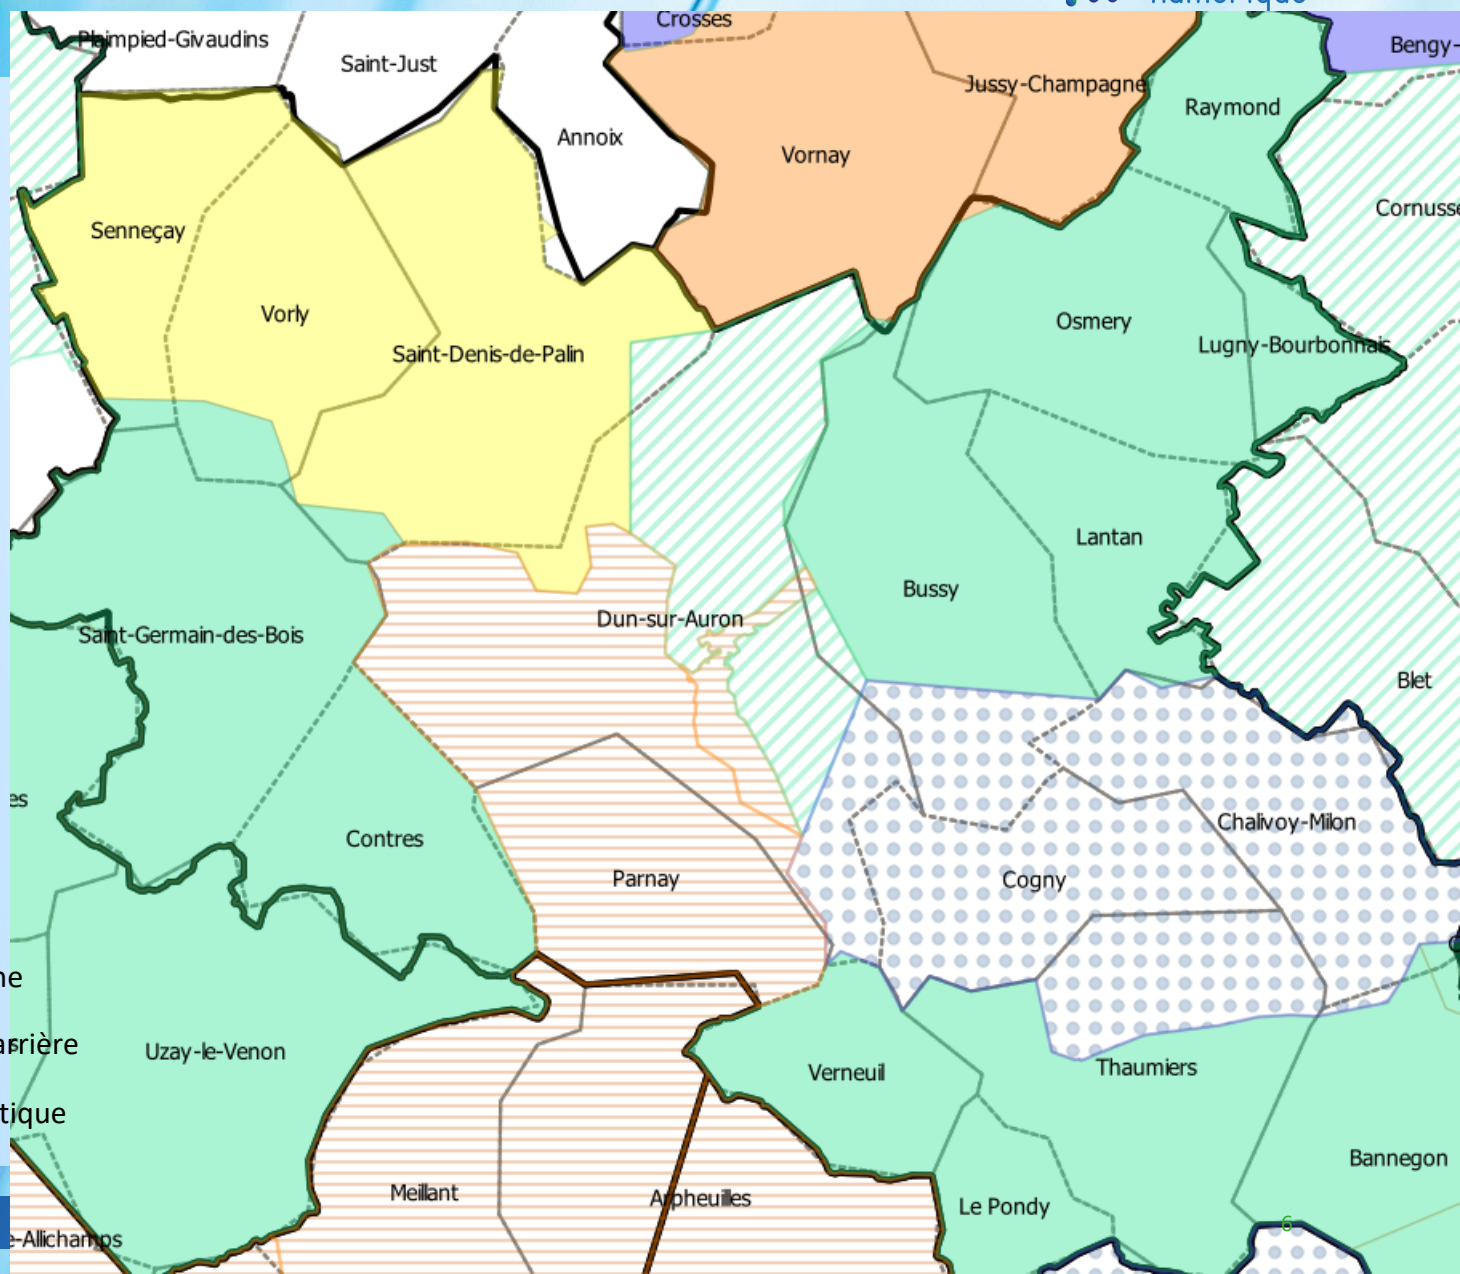 numérique
Crosses
Plaimpied-Givaudins
Bengy-
Saint-Just
Jussy-Champagne
Raymond
Annoix
Vornay
Cornusse
Senneçay
Vorly
Osmery
Lugny-Bourbonnais
Saint-Denis-de-Palin
Lantan
Bussy
Dun-sur-Auron
Saint-Germain-des-Bois
Blet
es
Chalivoy-Milon
Contres
Parnay
Cogny
ne
arrière
Uzay-le-Venon
Thaumiers
Verneuil
tique
Bannegon
Meillant
Arpheuilles
Le Pondy
6
e-Allichamps